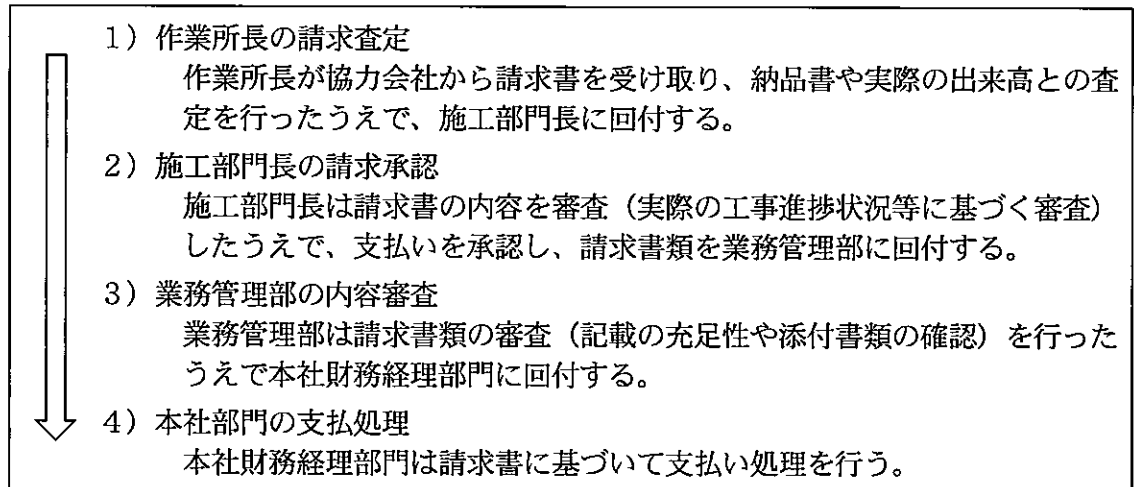 1）作業所長の請求査定
作業所長が協力会社から請求書を受け取り、納品書や実際の出来高との査
定を行ったうえで、施工部門長に回付する。
2）施工部門長の請求承認
施工部門長は請求書の内容を審査（実際の工事進捗状況等に基づく審査）
したうえで、支払いを承認し、請求書類を業務管理部に回付する。
3）業務管理部の内容審査
業務管理部は請求書類の審査（記載の充足性や添付書類の確認）を行った
うえで本社財務経理部門に回付する。
4）本社部門の支払処理
本社財務経理部門は請求書に基づいて支払い処理を行う。